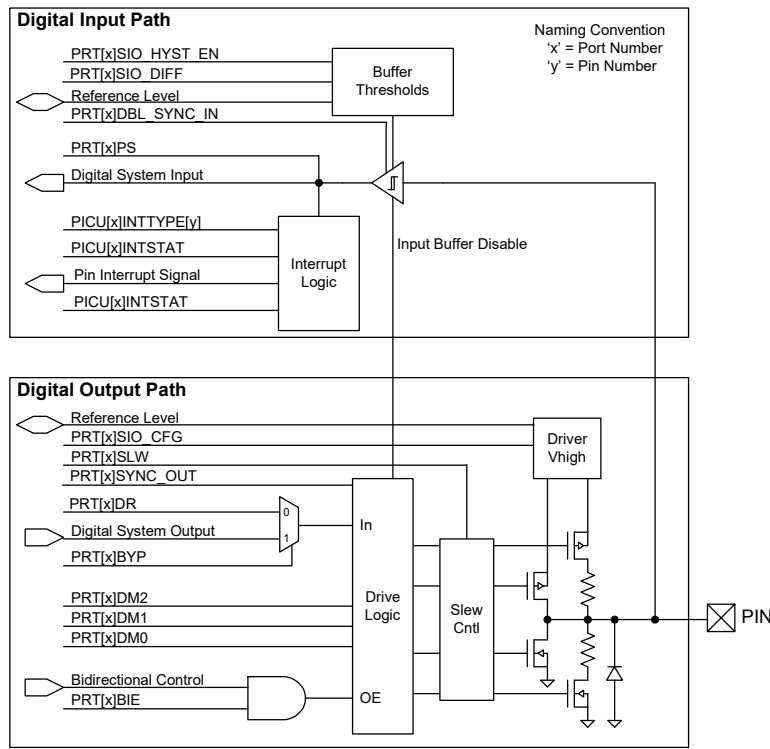 Digital Input Path
Naming Convention
‘x’ = Port Number
‘y’ = Pin Number
PRT[x]SIO_HYST_EN
PRT[x]SIO_DIFF
Reference Level
PRT[x]DBL_SYNC_IN
Buffer
Thresholds
PRT[x]PS
Digital System Input
PICU[x]INTTYPE[y]
PICU[x]INTSTAT
Pin Interrupt Signal
PICU[x]INTSTAT
Interrupt
Logic
Input Buffer Disable
Digital Output Path
Reference Level
PRT[x]SIO_CFG
PRT[x]SLW
PRT[x]SYNC_OUT
Driver
Vhigh
PRT[x]DR
Digital System Output
PRT[x]BYP
0
1
In
PRT[x]DM2
PRT[x]DM1
PRT[x]DM0
Drive
Logic
Slew
Cntl
PIN
Bidirectional Control
PRT[x]BIE
OE